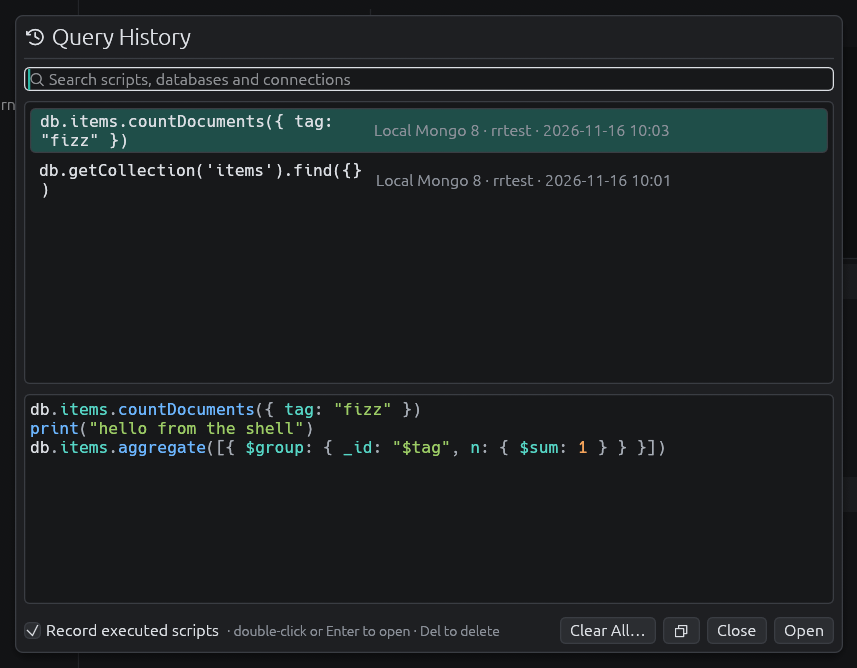 Query History
Search scripts, databases and connections
rn
db.items.countDocuments({ tag:
"fizz" })
Local Mongo 8 · rrtest · 2026-11-16 10:03
db.getCollection('items').find({}
)
Local Mongo 8 · rrtest · 2026-11-16 10:01
db.items.countDocuments({ tag: "fizz" })
print("hello from the shell")
db.items.aggregate([{ $group: { _id: "$tag", n: { $sum: 1 } } }])
Record executed scripts · double-click or Enter to open · Del to delete
Clear All... Close Open